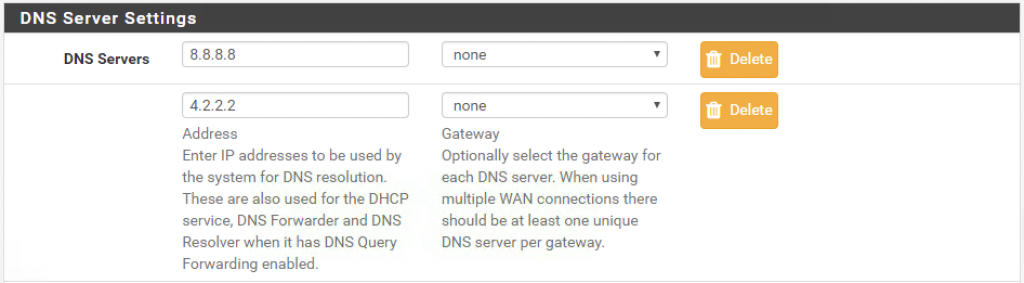 DNS Server Settings
DNS Servers 8.8.8.8 none Delete
4.2.2.2 none Delete
Address
Enter IP addresses to be used by
the system for DNS resolution.
These are also used for the DHCP
service, DNS Forwarder and DNS
Resolver when it has DNS Query
Forwarding enabled.
Gateway
Optionally select the gateway for
each DNS server. When using
multiple WAN connections there
should be at least one unique
DNS server per gateway.